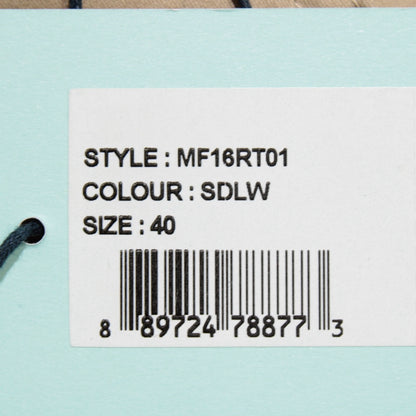 STYLE : MF16RT01
COLOUR : SDLW
SIZE : 40
8 89724 78877 3